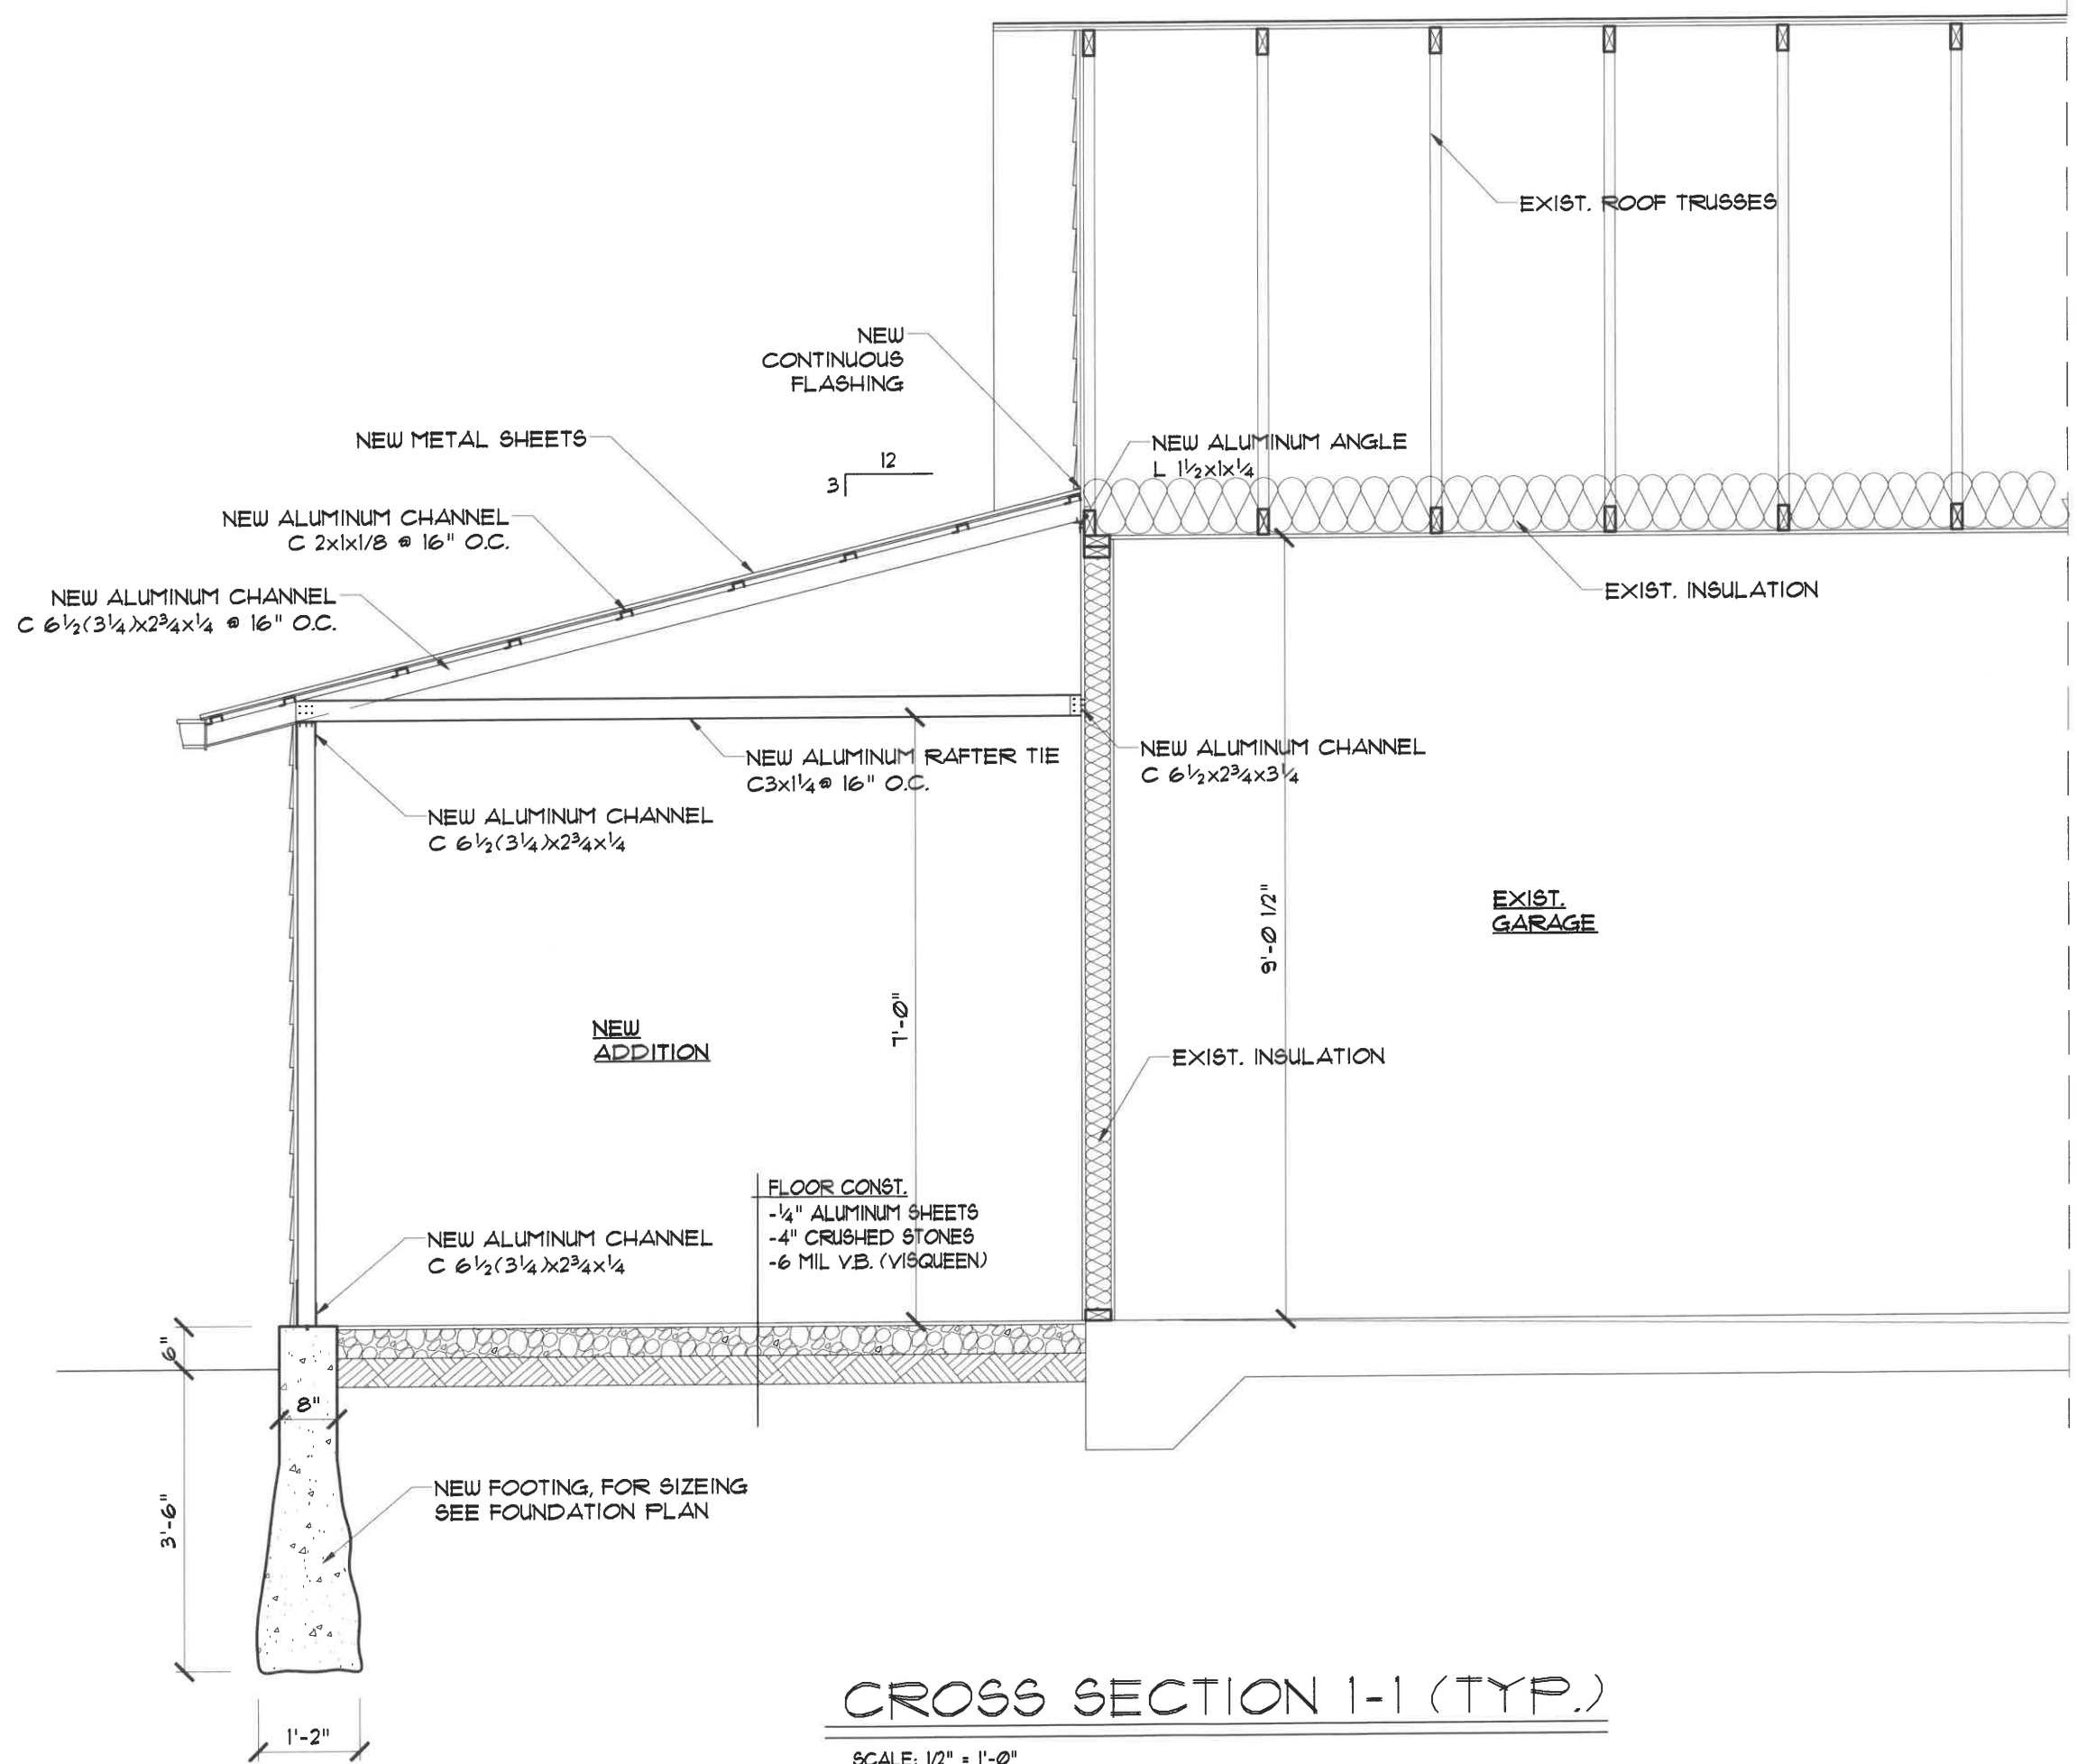 EXIST. ROOF TRUSSES
NEW
CONTINUOUS
FLASHING
NEW METAL SHEETS
12
3
NEW ALUMINUM ANGLE
L 1½x1x¼
NEW ALUMINUM CHANNEL
C 2x1x1/8 @ 16" O.C.
NEW ALUMINUM CHANNEL
C 6½(3¼)x2¾x¼ @ 16" O.C.
EXIST. INSULATION
NEW ALUMINUM RAFTER TIE
C3x1¼ @ 16" O.C.
NEW ALUMINUM CHANNEL
C 6½x2¾x3¼
NEW ALUMINUM CHANNEL
C 6½(3¼)x2¾x¼
9'-0 1/2"
EXIST.
GARAGE
7'-0"
NEW
ADDITION
EXIST. INSULATION
FLOOR CONST.
-¼" ALUMINUM SHEETS
-4" CRUSHED STONES
-6 MIL V.B. (VISQUEEN)
NEW ALUMINUM CHANNEL
C 6½(3¼)x2¾x¼
6"
8"
3'-6"
NEW FOOTING, FOR SIZEING
SEE FOUNDATION PLAN
1'-2"
CROSS SECTION 1-1 (TYP.)
SCALE: 1/2" = 1'-0"